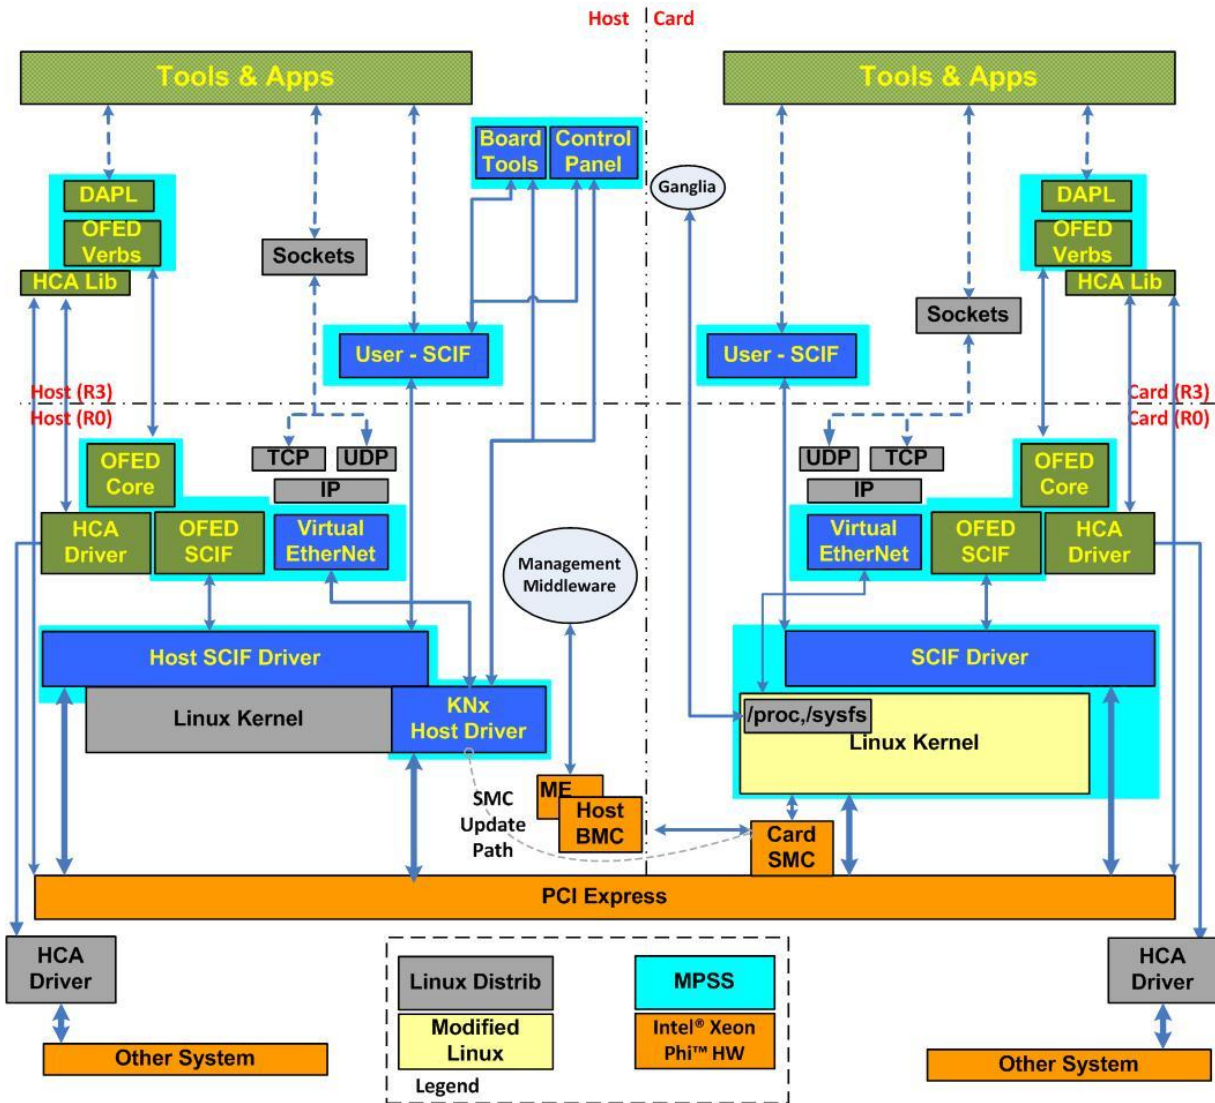 Host
Card
Tools & Apps
Tools & Apps
Board
Tools
Control
Panel
Ganglia
DAPL
OFED
Verbs
HCA Lib
Sockets
User - SCIF
DAPL
OFED
Verbs
HCA Lib
Sockets
User - SCIF
Host (R3)
Host (R0)
Card (R3)
Card (R0)
TCP
UDP
IP
OFED
Core
HCA
Driver
OFED
SCIF
Virtual
EtherNet
UDP
TCP
IP
OFED
Core
Virtual
EtherNet
OFED
SCIF
HCA
Driver
Management
Middleware
Host SCIF Driver
Linux Kernel
KNx
Host Driver
SCIF Driver
/proc,/sysfs
Linux Kernel
SMC
Update
Path
ME
Host
BMC
Card
SMC
PCI Express
HCA
Driver
Other System
HCA
Driver
Other System
Linux Distrib
MPSS
Modified
Linux
Intel® Xeon
Phi™ HW
Legend